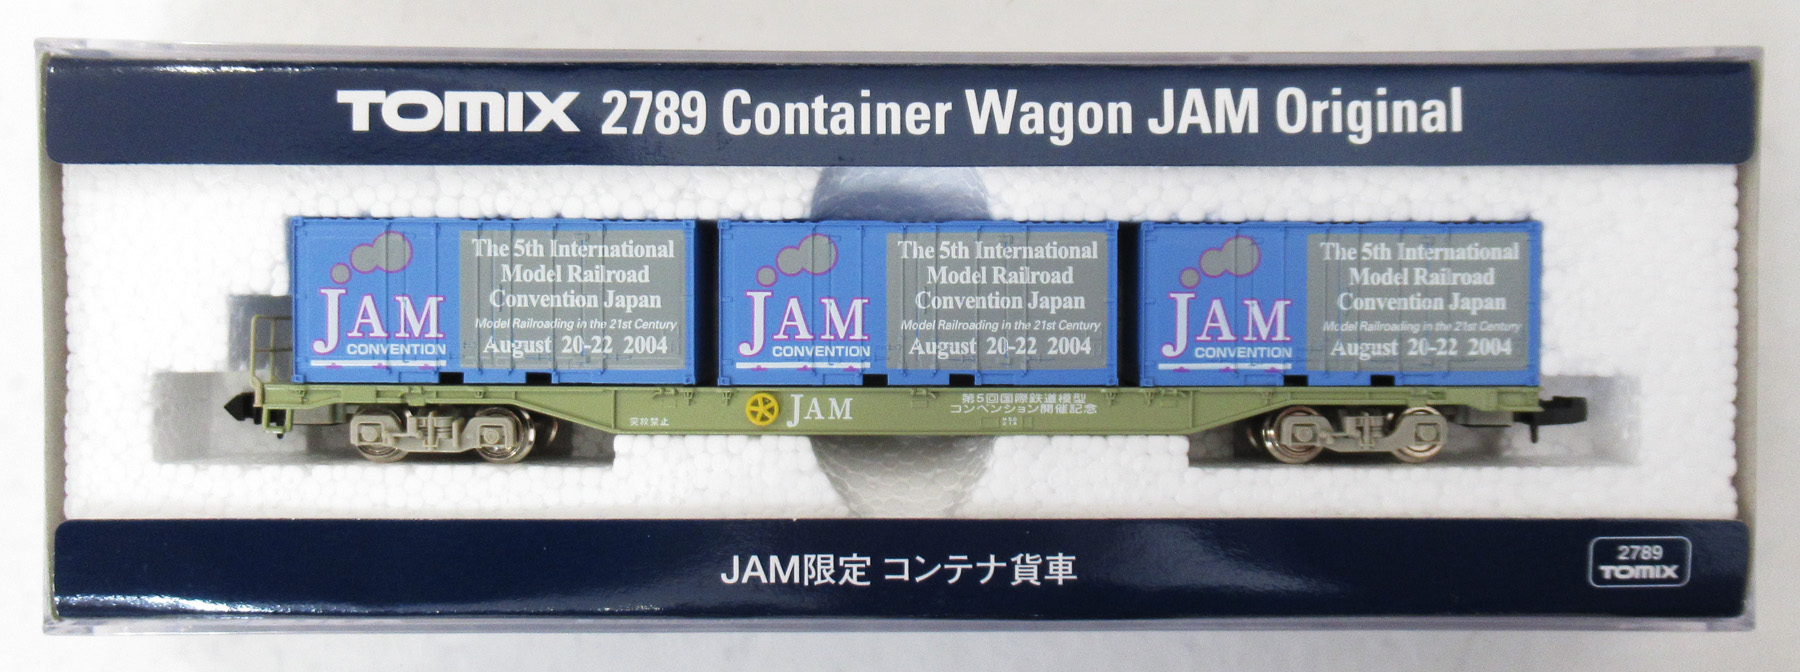 TOMIX 2789 Container Wagon JAM Original
JAM
CONVENTION
The 5th International
Model Railroad
Convention Japan
Model Railroading in the 21st Century
August 20-22 2004
JAM
CONVENTION
The 5th International
Model Railroad
Convention Japan
Model Railroading in the 21st Century
August 20-22 2004
JAM
CONVENTION
The 5th International
Model Railroad
Convention Japan
Model Railroading in the 21st Century
August 20-22 2004
突放禁止
JAM
第5回国際鉄道模型
コンベンション開催記念
JAM限定 コンテナ貨車
2789
TOMIX